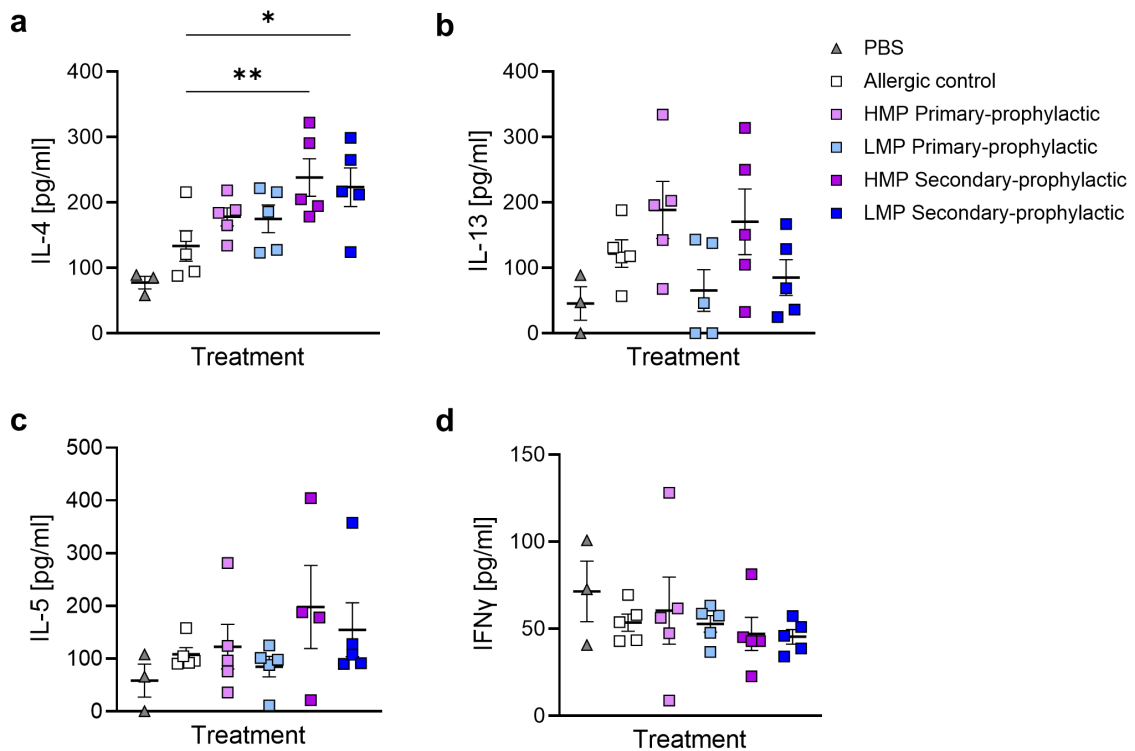 a
*
**
IL-4 [pg/ml]
400
300
200
100
0
Treatment
b
IL-13 [pg/ml]
400
300
200
100
0
Treatment
PBS
Allergic control
HMP Primary-prophylactic
LMP Primary-prophylactic
HMP Secondary-prophylactic
LMP Secondary-prophylactic
c
IL-5 [pg/ml]
500
400
300
200
100
0
Treatment
d
IFNγ [pg/ml]
150
100
50
0
Treatment